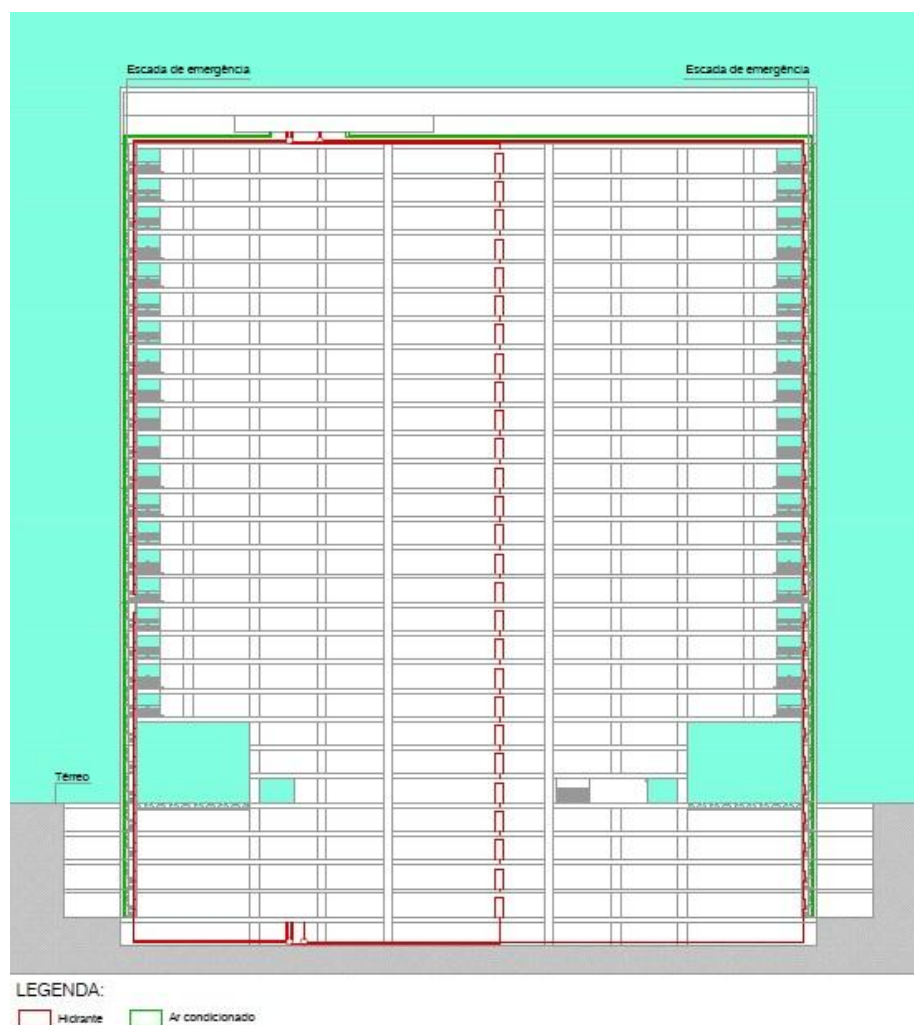 Escada de emergência
Escada de emergência
Térreo
LEGENDA:
Hidrante
Ar condicionado